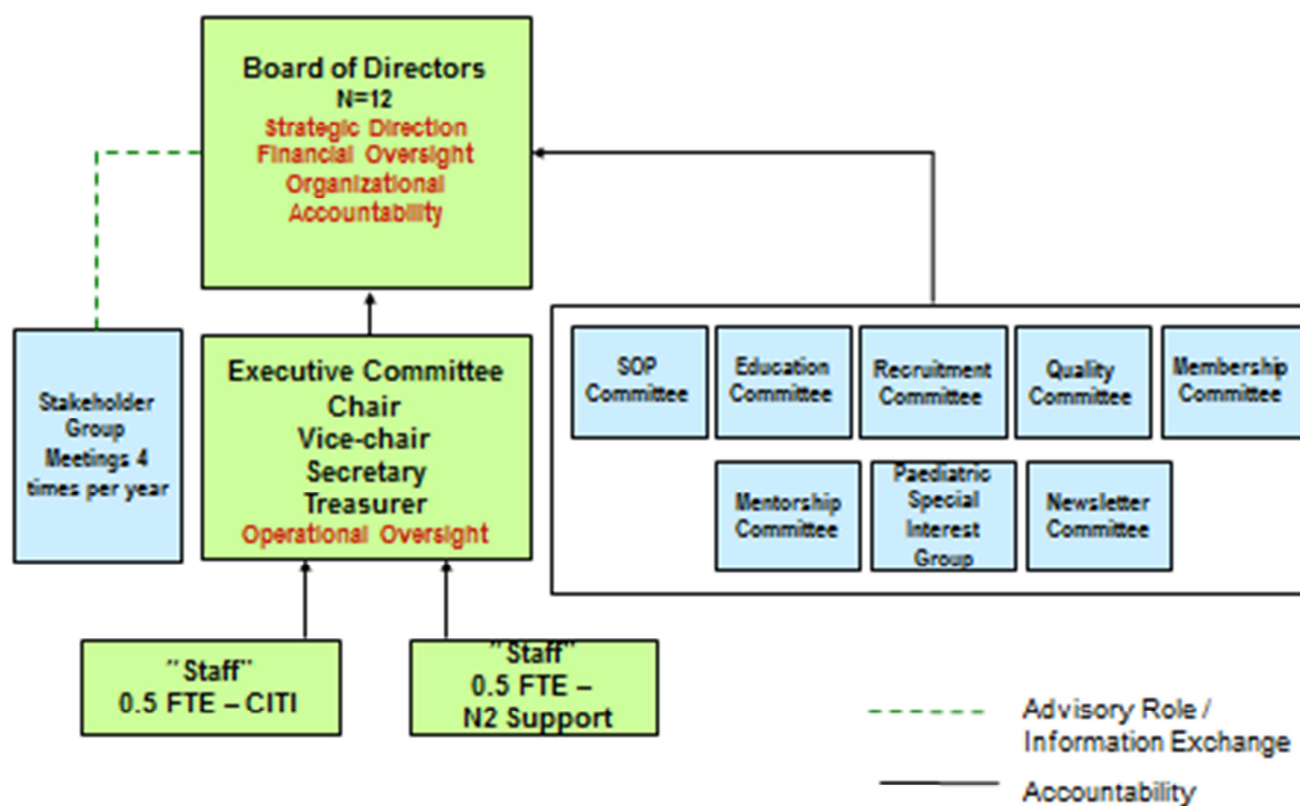 Board of Directors
N=12
Strategic Direction
Financial Oversight
Organizational
Accountability
Stakeholder
Group
Meetings 4
times per year
Executive Committee
Chair
Vice-chair
Secretary
Treasurer
Operational Oversight
SOP
Committee
Education
Committee
Recruitment
Committee
Quality
Committee
Membership
Committee
Mentorship
Committee
Paediatric
Special
Interest
Group
Newsletter
Committee
"Staff"
0.5 FTE – CITI
"Staff"
0.5 FTE –
N2 Support
Advisory Role /
Information Exchange
Accountability